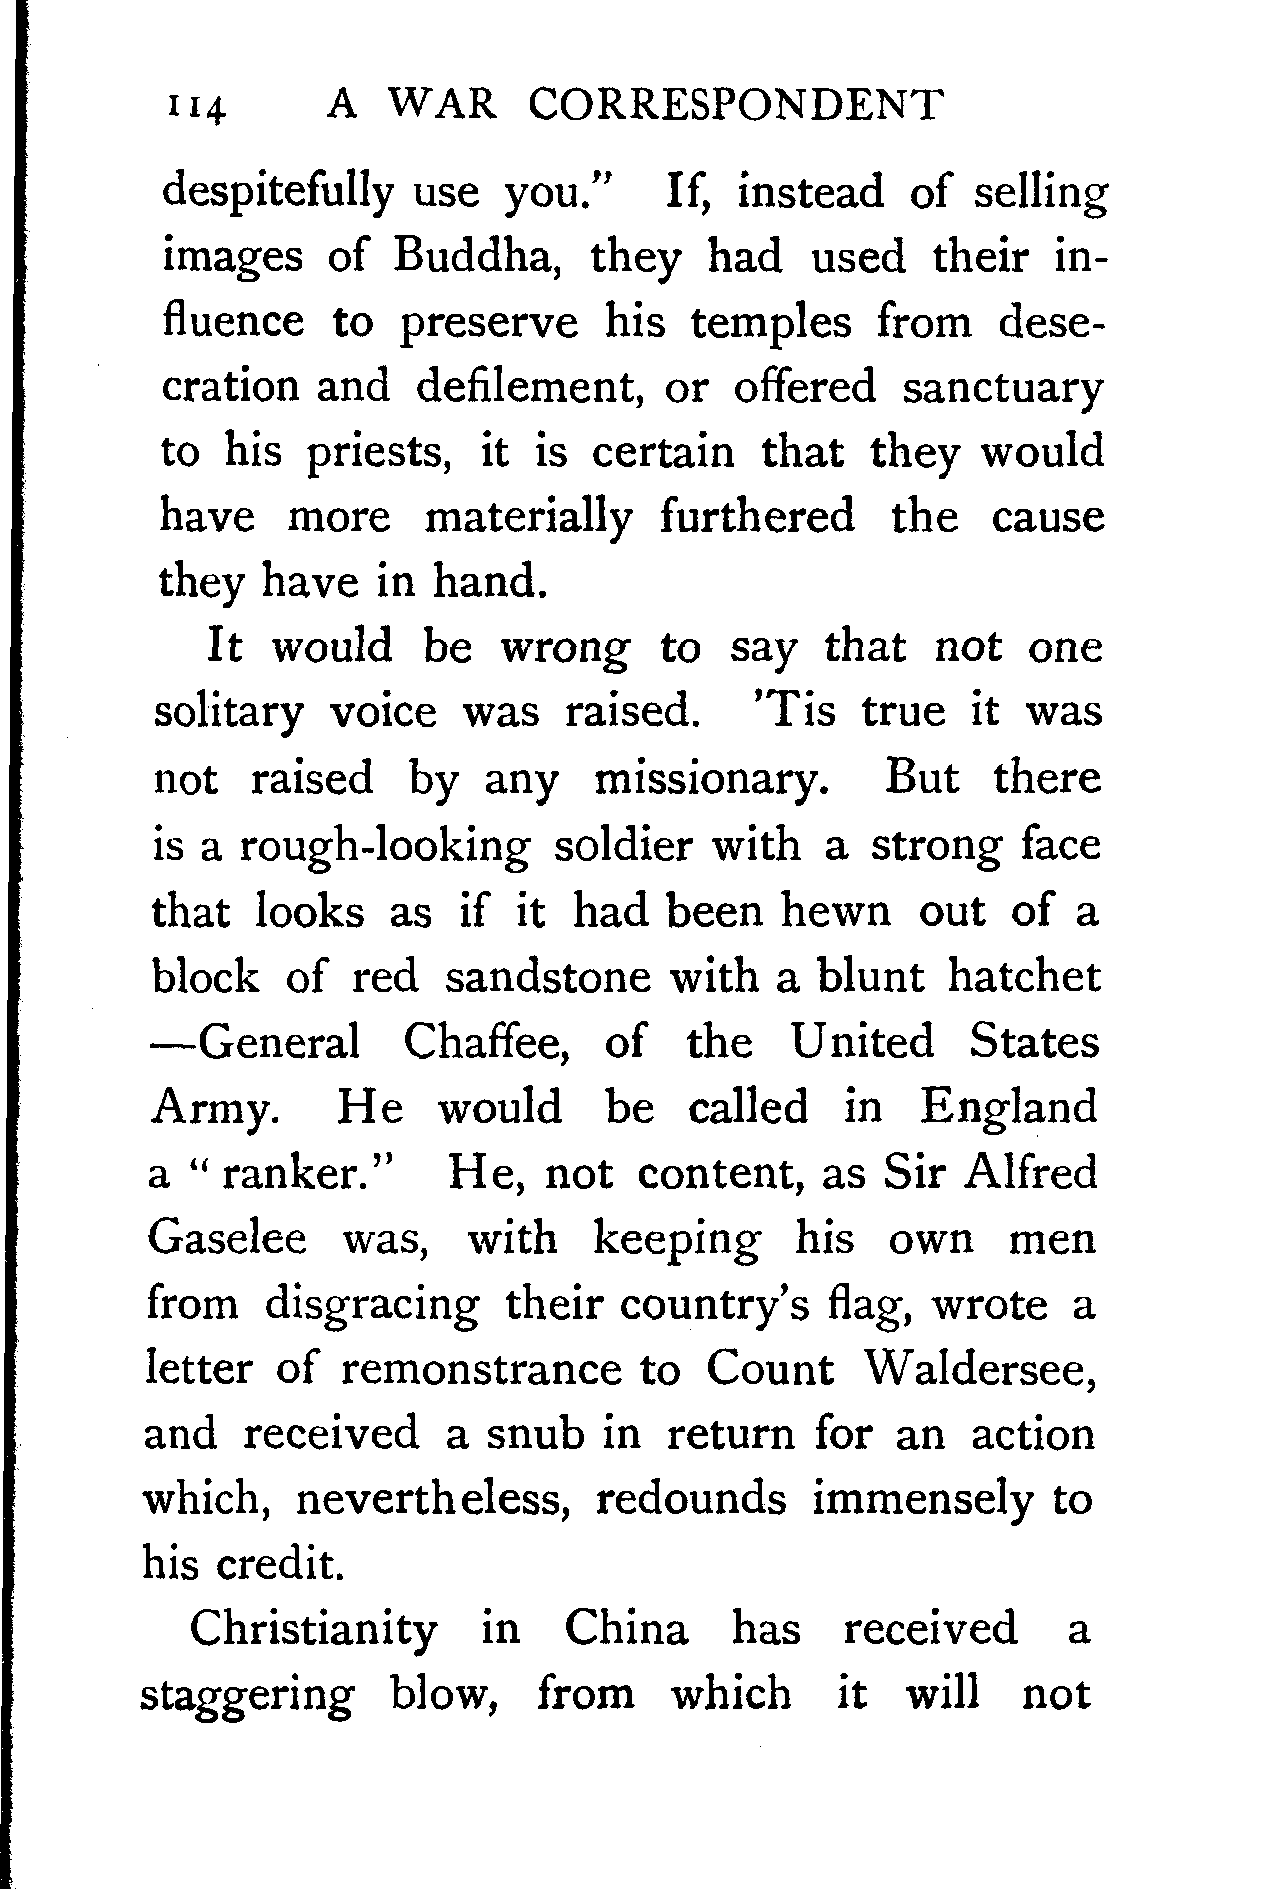 114 A WAR CORRESPONDENT
despitefully use you.” If, instead of selling
images of Buddha, they had used their in-
fluence to preserve his temples from dese-
cration and defilement, or offered sanctuary
to his priests, it is certain that they would
have more materially furthered the cause
they have in hand.
It would be wrong to say that not one
solitary voice was raised. ’Tis true it was
not raised by any missionary. But there
is a rough-looking soldier with a strong face
that looks as if it had been hewn out of a
block of red sandstone with a blunt hatchet
—General Chaffee, of the United States
Army. He would be called in England
a “ ranker.” He, not content, as Sir Alfred
Gaselee was, with keeping his own men
from disgracing their country’s flag, wrote a
letter of remonstrance to Count Waldersee,
and received a snub in return for an action
which, nevertheless, redounds immensely to
his credit.
Christianity in China has received a
staggering blow, from which it will not